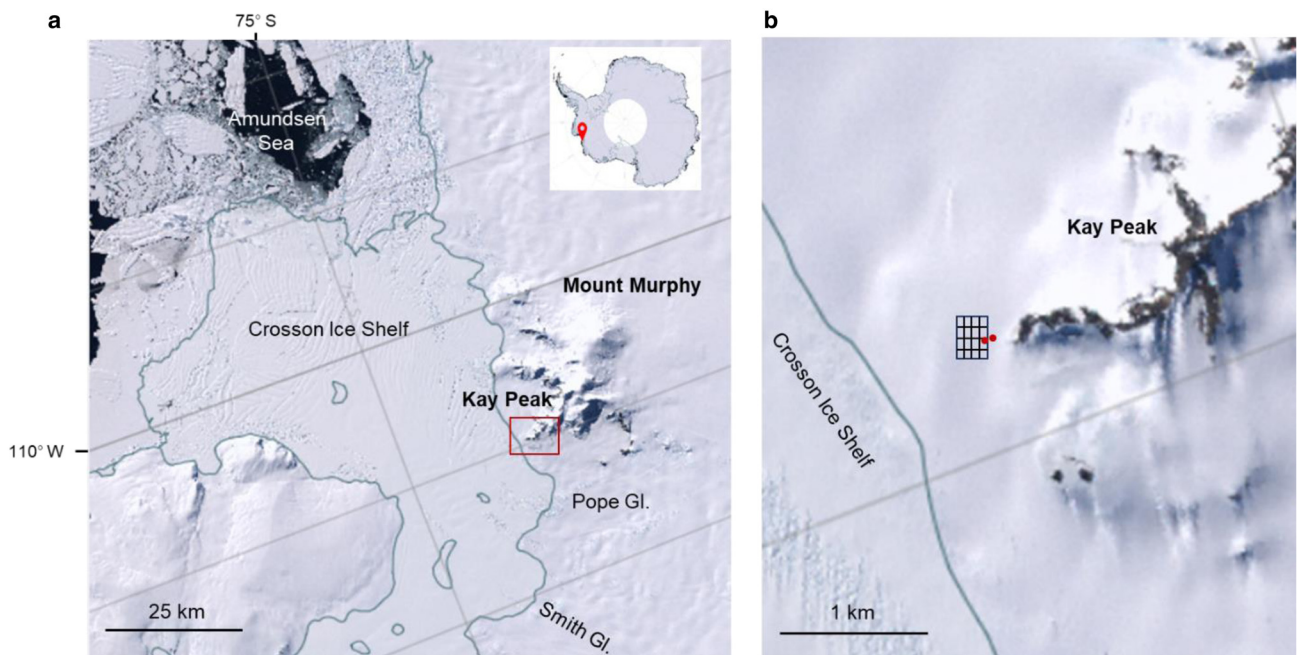 a
b
75° S
Amundsen
Sea
Mount Murphy
Crosson Ice Shelf
Kay Peak
110° W
Pope Gl.
25 km
Smith Gl.
Kay Peak
Crosson Ice Shelf
1 km